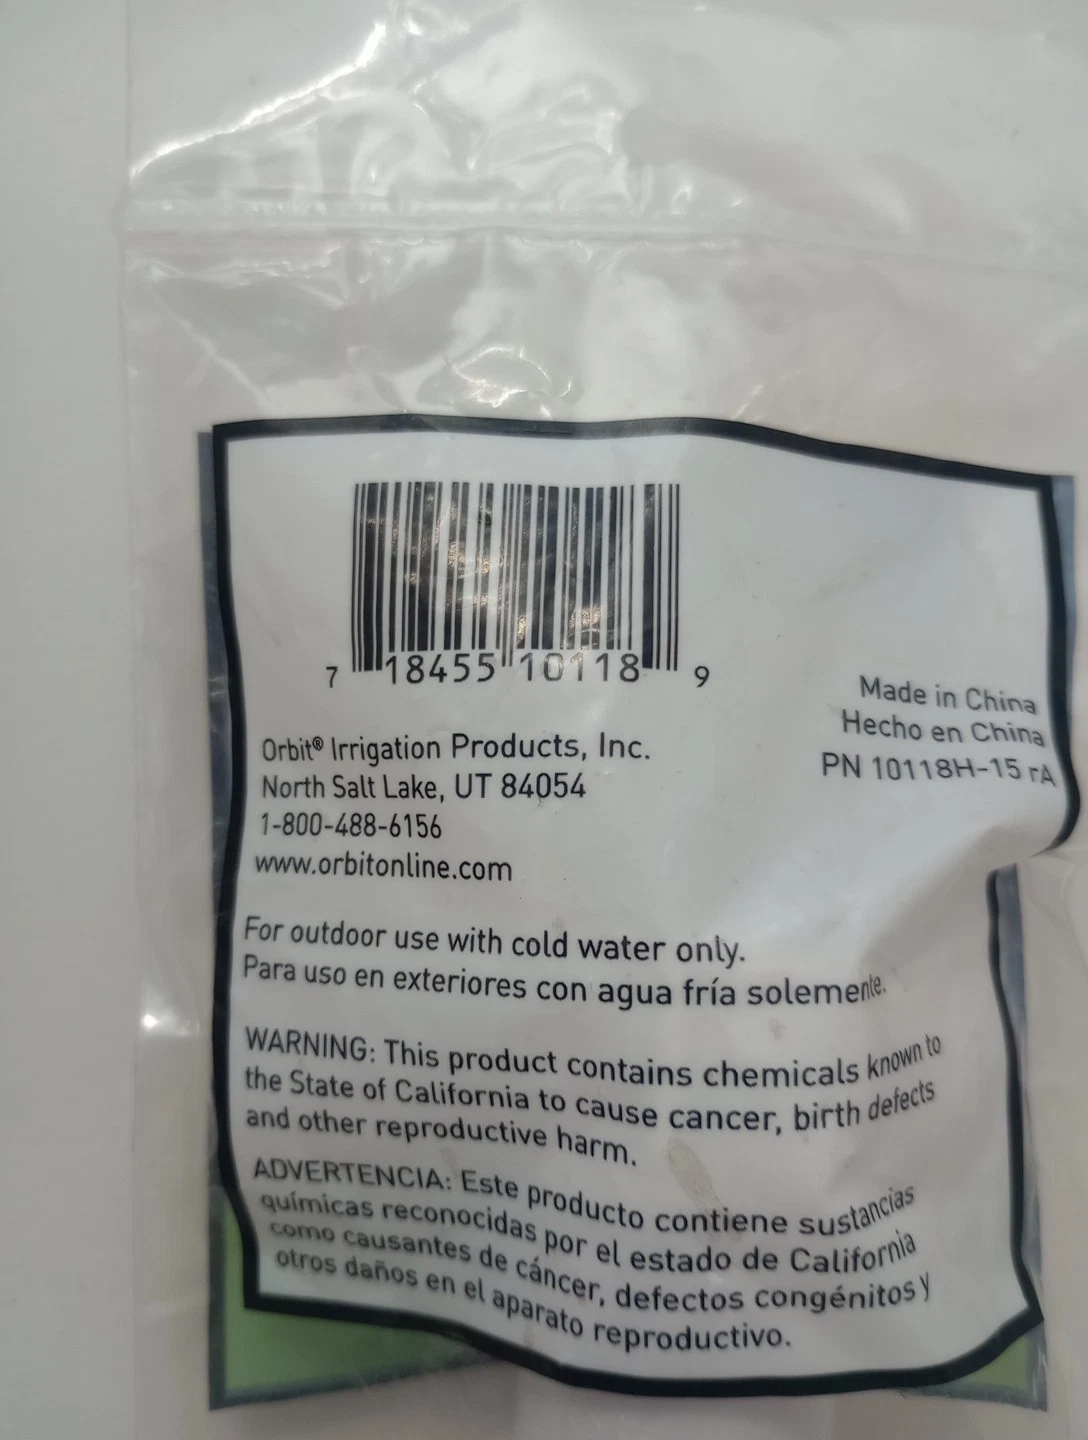 7 18455 10118 9
Made in China
Hecho en China
PN 10118H-15 rA
Orbit® Irrigation Products, Inc.
North Salt Lake, UT 84054
1-800-488-6156
www.orbitonline.com
For outdoor use with cold water only.
Para uso en exteriores con agua fría solemente.
WARNING: This product contains chemicals known to
the State of California to cause cancer, birth defects
and other reproductive harm.
ADVERTENCIA: Este producto contiene sustancias
químicas reconocidas por el estado de California
como causantes de cáncer, defectos congénitos y
otros daños en el aparato reproductivo.